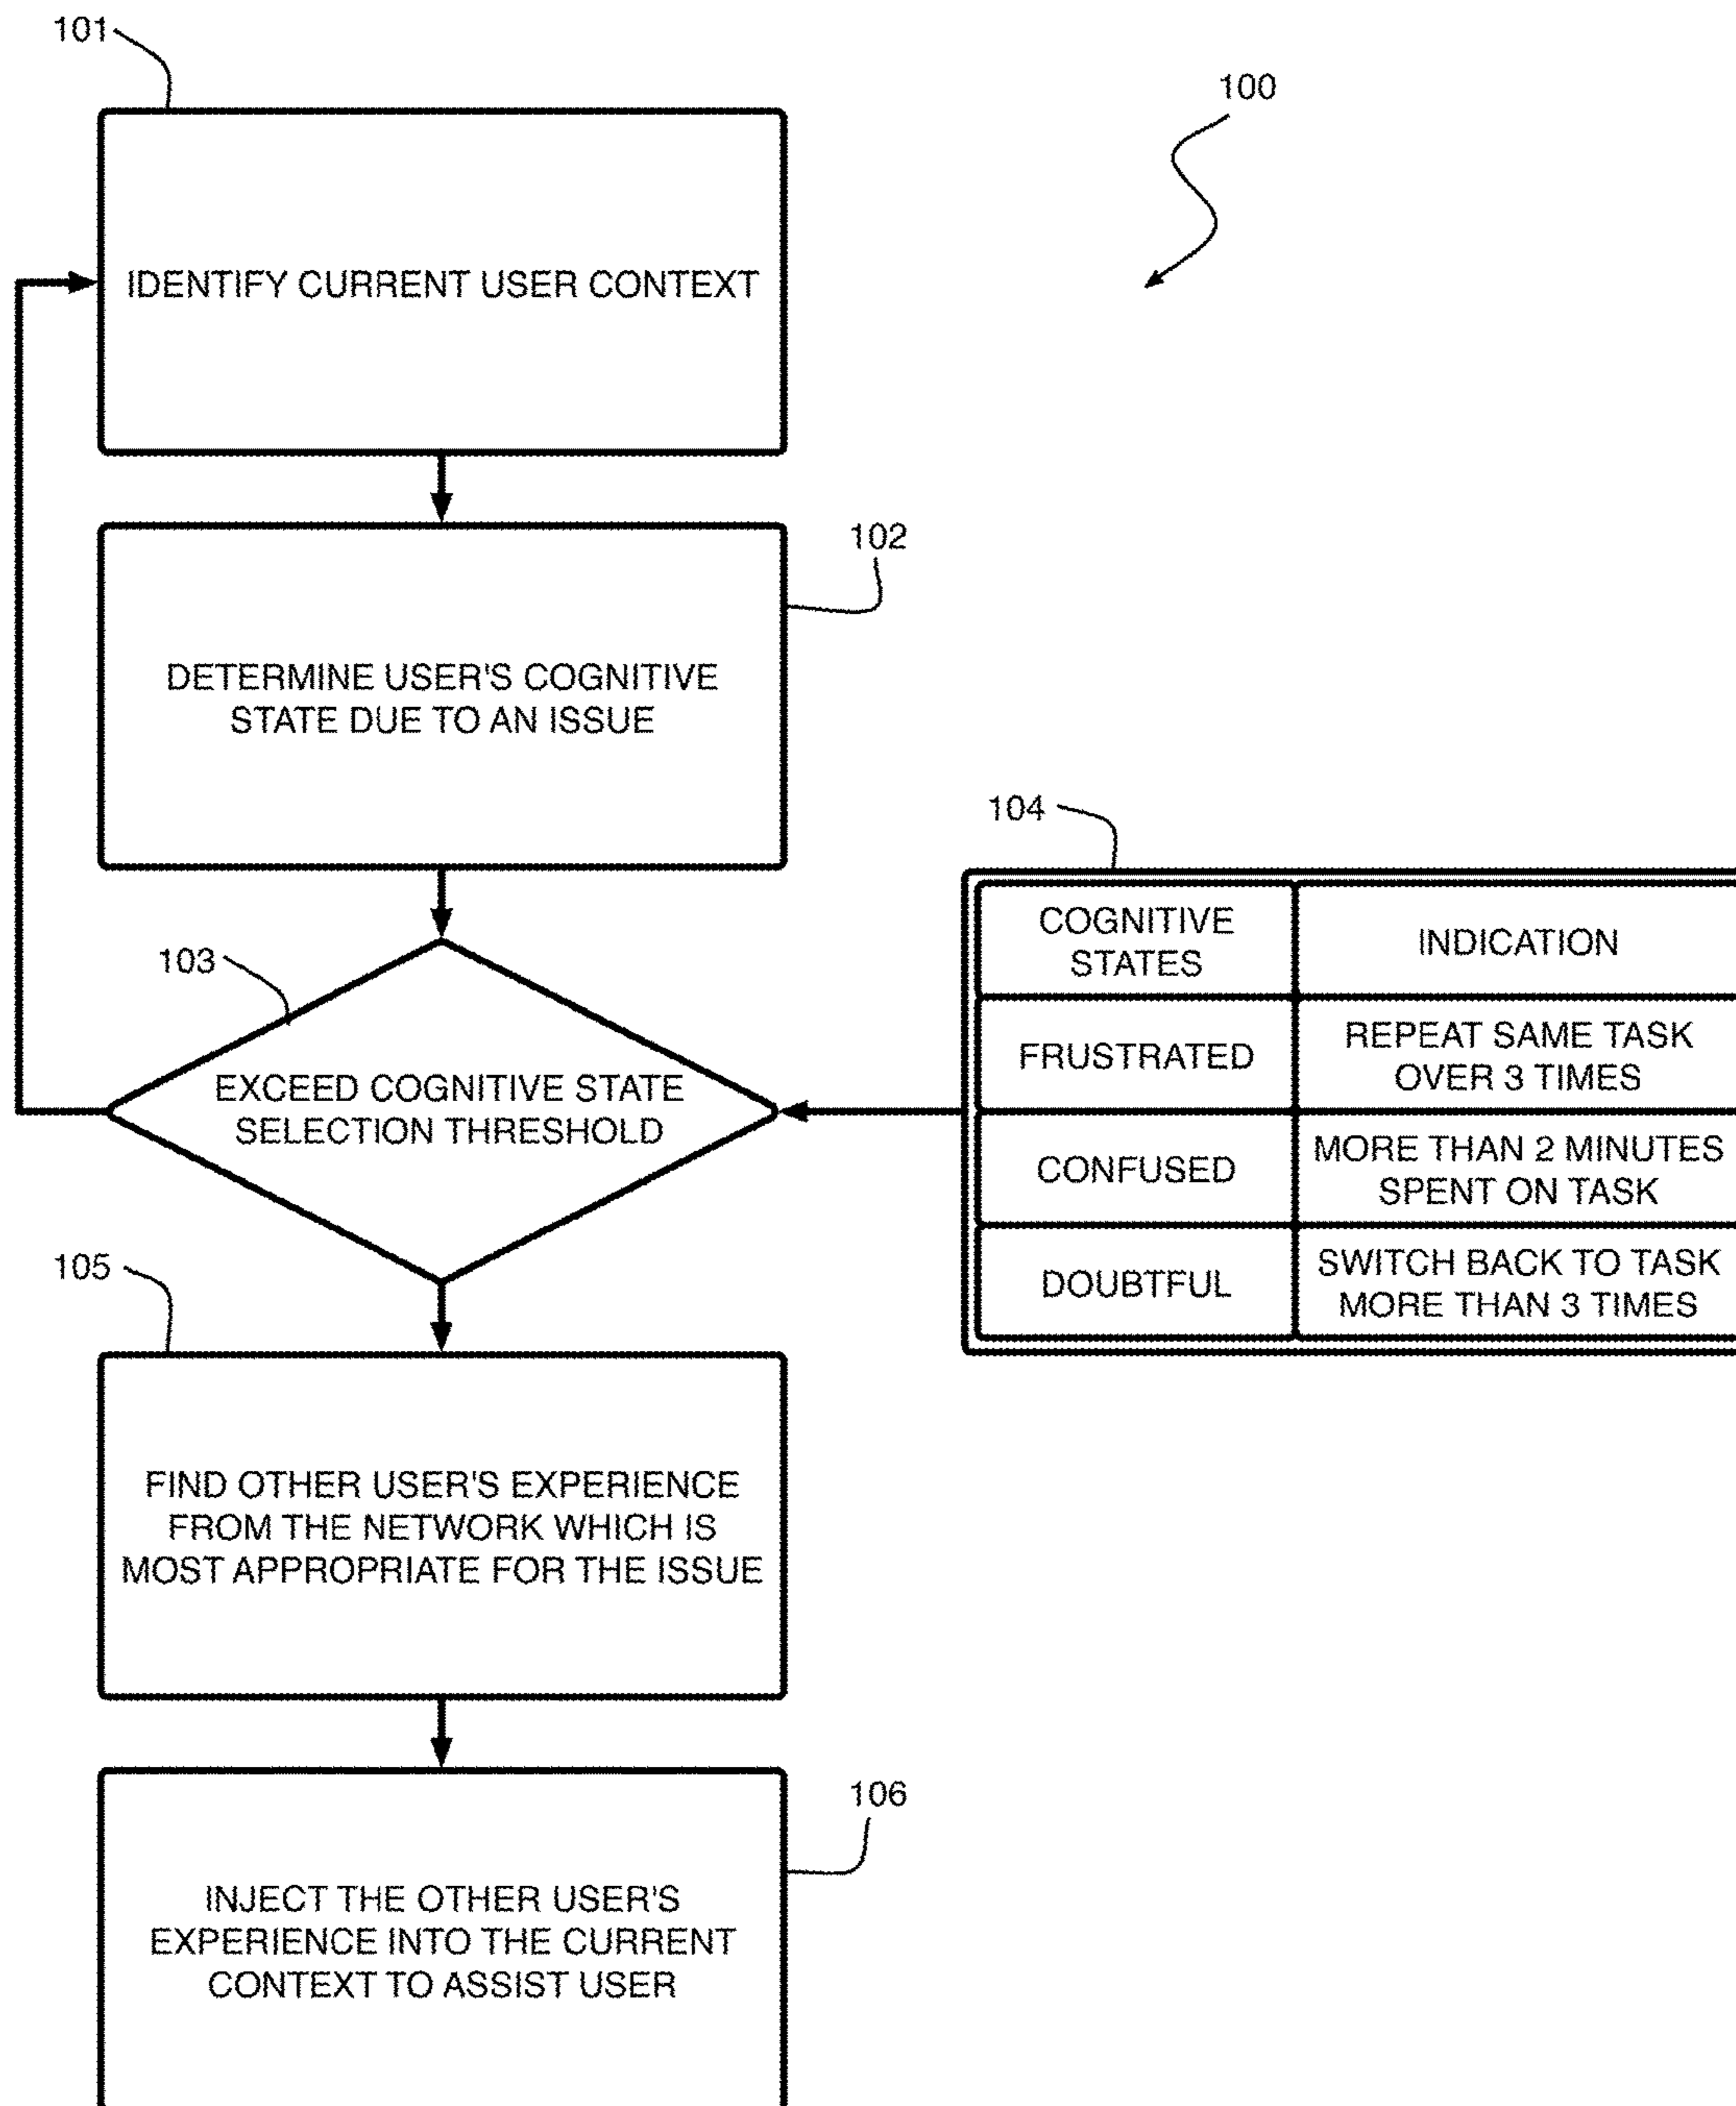 101
100
IDENTIFY CURRENT USER CONTEXT
102
DETERMINE USER'S COGNITIVE
STATE DUE TO AN ISSUE
104
103
EXCEED COGNITIVE STATE
SELECTION THRESHOLD
COGNITIVE
STATES
INDICATION
FRUSTRATED
REPEAT SAME TASK
OVER 3 TIMES
CONFUSED
MORE THAN 2 MINUTES
SPENT ON TASK
DOUBTFUL
SWITCH BACK TO TASK
MORE THAN 3 TIMES
105
FIND OTHER USER'S EXPERIENCE
FROM THE NETWORK WHICH IS
MOST APPROPRIATE FOR THE ISSUE
106
INJECT THE OTHER USER'S
EXPERIENCE INTO THE CURRENT
CONTEXT TO ASSIST USER